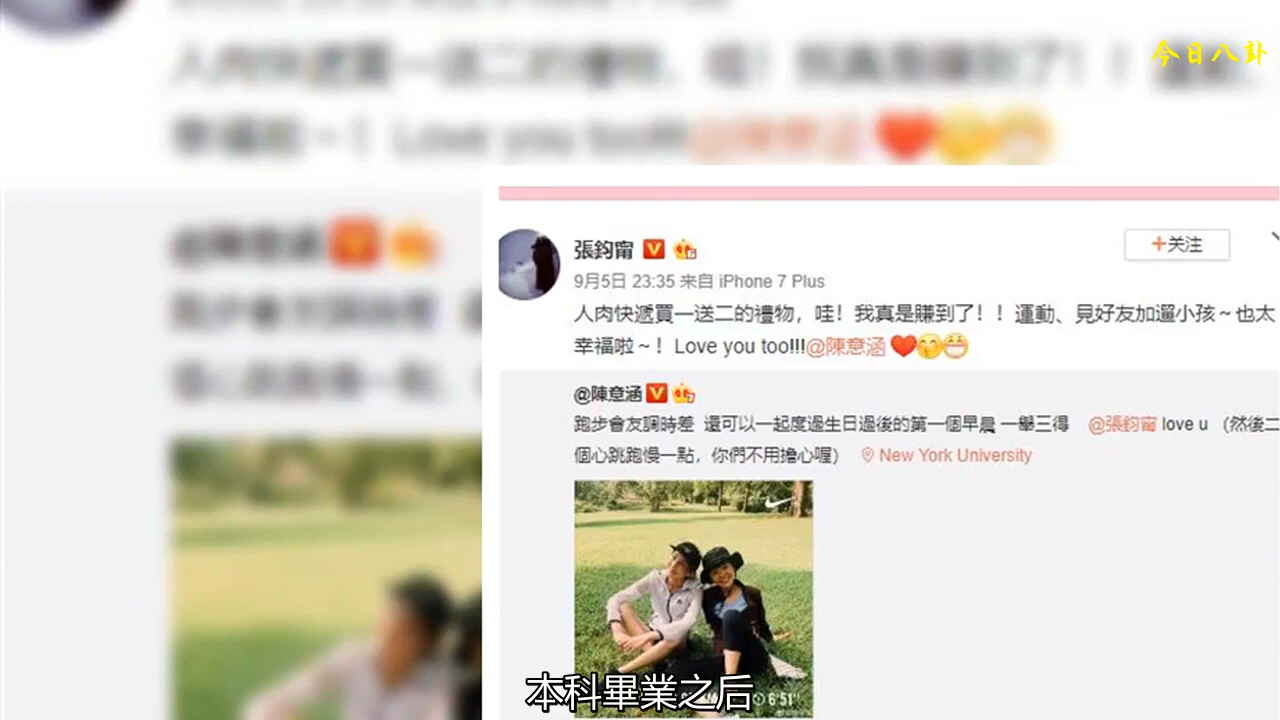 今日八卦
張鈞甯
+关注
9月5日 23:35 来自 iPhone 7 Plus
人肉快遞買一送二的禮物，哇！我真是賺到了！！運動、見好友加遛小孩～也太
幸福啦～！Love you too!!!@陳意涵❤️😙😁
@陳意涵
跑步會友調時差 還可以一起度過生日過後的第一個早晨 一舉三得 @張鈞甯 love u （然後二
個心跳跑慢一點，你們不用擔心喔） New York University
6'51"
本科畢業之后